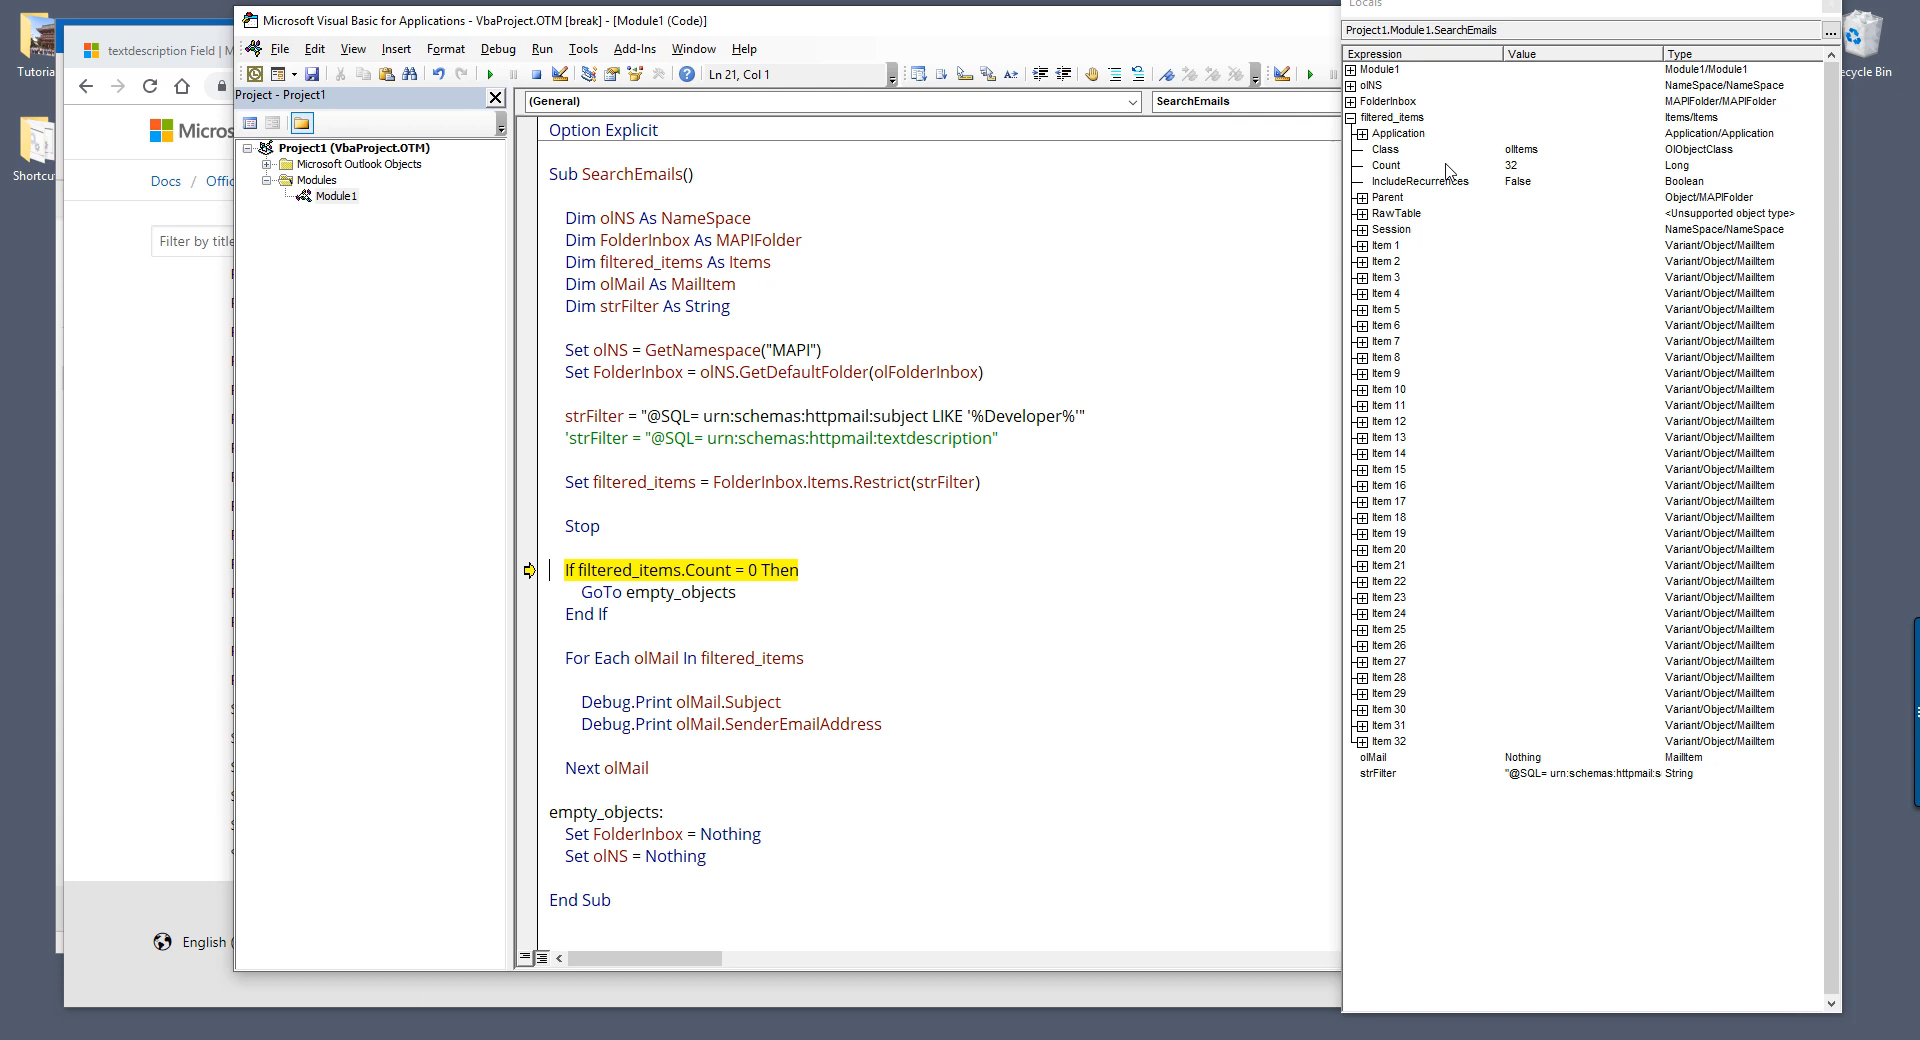 Tutoria
Shortcu
textdescription Field | M
Micros
Docs / Offic
Filter by title
English (
Microsoft Visual Basic for Applications - VbaProject.OTM [break] - [Module1 (Code)]
File Edit View Insert Format Debug Run Tools Add-Ins Window Help
Ln 21, Col 1
Project - Project1
Project1 (VbaProject.OTM)
Microsoft Outlook Objects
Modules
Module1
(General) SearchEmails
Option Explicit
Sub SearchEmails()
Dim olNS As NameSpace
Dim FolderInbox As MAPIFolder
Dim filtered_items As Items
Dim olMail As MailItem
Dim strFilter As String
Set olNS = GetNamespace("MAPI")
Set FolderInbox = olNS.GetDefaultFolder(olFolderInbox)
strFilter = "@SQL= urn:schemas:httpmail:subject LIKE '%Developer%'"
'strFilter = "@SQL= urn:schemas:httpmail:textdescription"
Set filtered_items = FolderInbox.Items.Restrict(strFilter)
Stop
If filtered_items.Count = 0 Then
GoTo empty_objects
End If
For Each olMail In filtered_items
Debug.Print olMail.Subject
Debug.Print olMail.SenderEmailAddress
Next olMail
empty_objects:
Set FolderInbox = Nothing
Set olNS = Nothing
End Sub
Locals
Project1.Module1.SearchEmails ...
Expression Value Type
Module1 Module1/Module1
olNS NameSpace/NameSpace
FolderInbox MAPIFolder/MAPIFolder
filtered_items Items/Items
Application Application/Application
Class olItems OlObjectClass
Count 32 Long
IncludeRecurrences False Boolean
Parent Object/MAPIFolder
RawTable <Unsupported object type>
Session NameSpace/NameSpace
Item 1 Variant/Object/MailItem
Item 2 Variant/Object/MailItem
Item 3 Variant/Object/MailItem
Item 4 Variant/Object/MailItem
Item 5 Variant/Object/MailItem
Item 6 Variant/Object/MailItem
Item 7 Variant/Object/MailItem
Item 8 Variant/Object/MailItem
Item 9 Variant/Object/MailItem
Item 10 Variant/Object/MailItem
Item 11 Variant/Object/MailItem
Item 12 Variant/Object/MailItem
Item 13 Variant/Object/MailItem
Item 14 Variant/Object/MailItem
Item 15 Variant/Object/MailItem
Item 16 Variant/Object/MailItem
Item 17 Variant/Object/MailItem
Item 18 Variant/Object/MailItem
Item 19 Variant/Object/MailItem
Item 20 Variant/Object/MailItem
Item 21 Variant/Object/MailItem
Item 22 Variant/Object/MailItem
Item 23 Variant/Object/MailItem
Item 24 Variant/Object/MailItem
Item 25 Variant/Object/MailItem
Item 26 Variant/Object/MailItem
Item 27 Variant/Object/MailItem
Item 28 Variant/Object/MailItem
Item 29 Variant/Object/MailItem
Item 30 Variant/Object/MailItem
Item 31 Variant/Object/MailItem
Item 32 Variant/Object/MailItem
olMail Nothing MailItem
strFilter "@SQL= urn:schemas:httpmail:s String
ecycle Bin